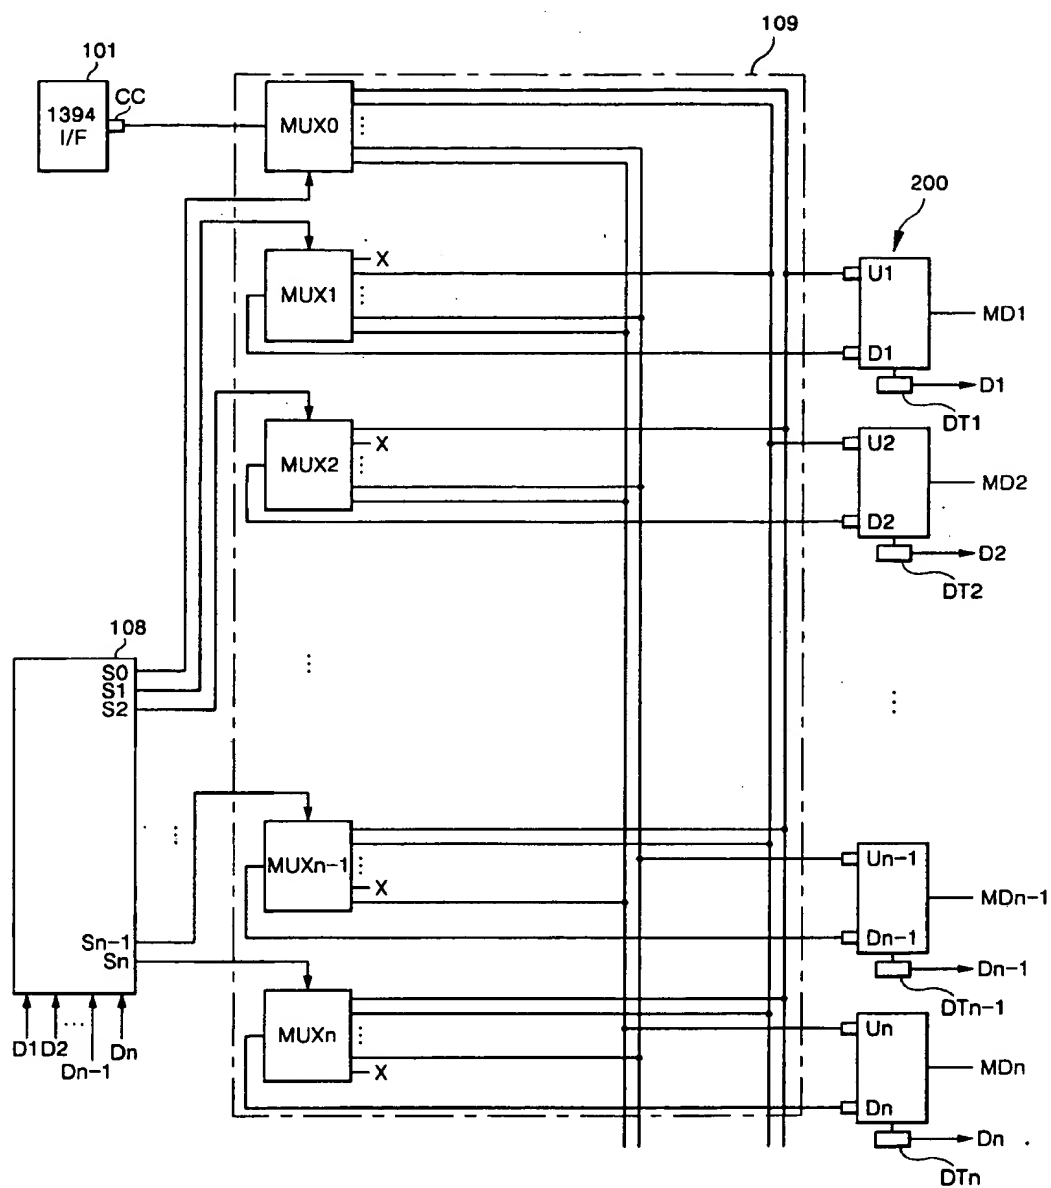 109
101
CC
1394
I/F
MUX0
200
X
U1
MUX1
MD1
D1
D1
DT1
X
U2
MUX2
MD2
D2
D2
DT2
108
S0
S1
S2
MUXn-1
Un-1
X
MDn-1
Sn-1
Dn-1
Sn
Dn-1
DTn-1
MUXn
Un
D1 D2 Dn
Dn-1
X
MDn
Dn
Dn
DTn